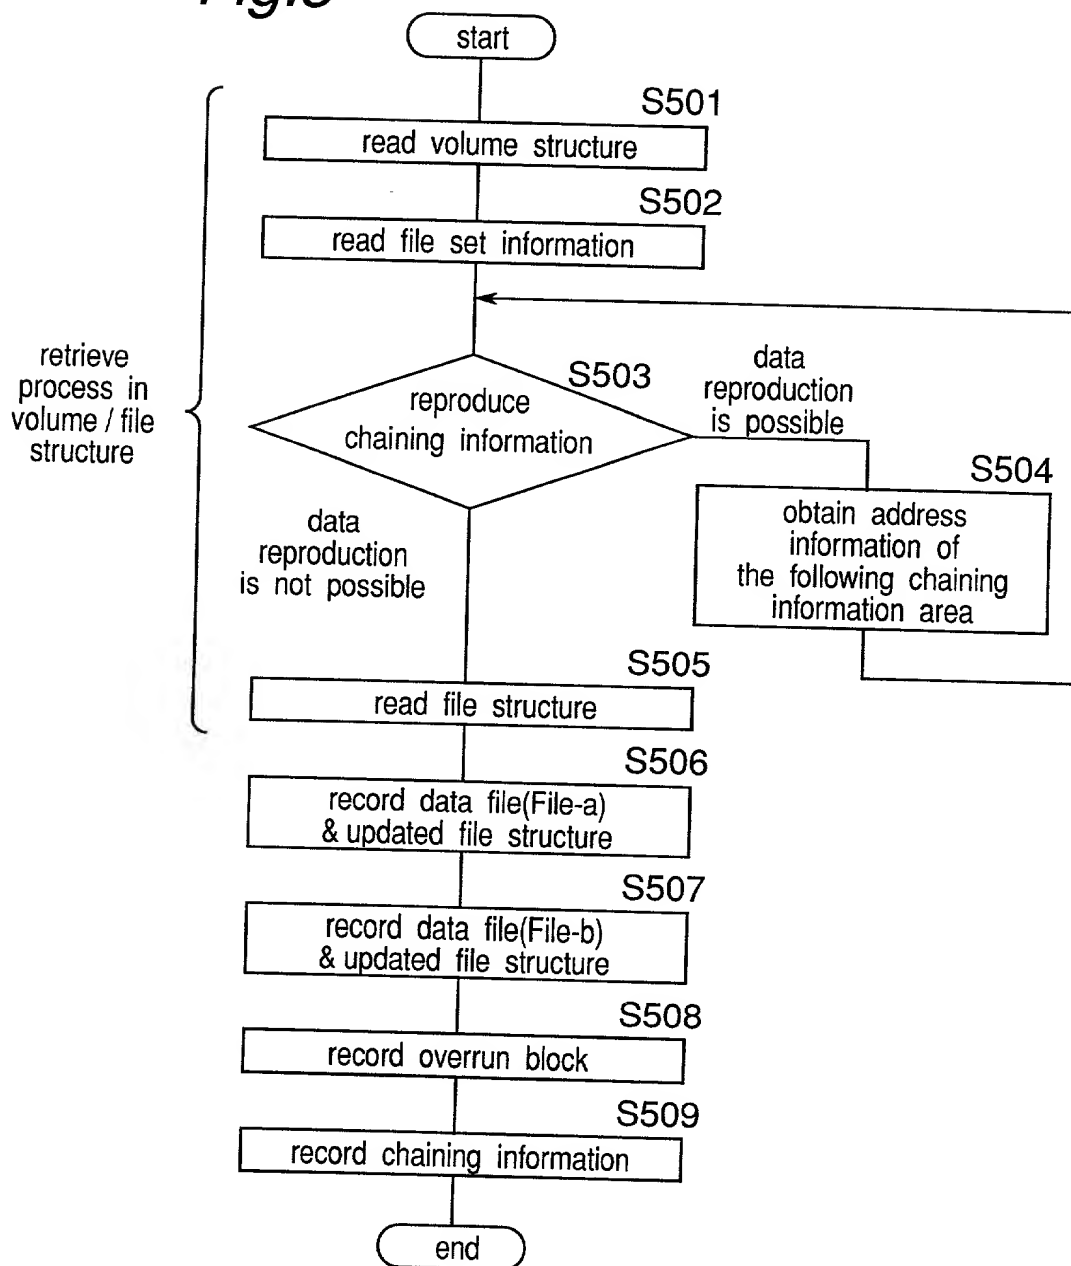 start
S501
read volume structure
S502
read file set information
retrieve
process in
volume / file
structure
S503
reproduce
chaining information
data
reproduction
is possible
S504
obtain address
information of
the following chaining
information area
data
reproduction
is not possible
S505
read file structure
S506
record data file(File-a)
& updated file structure
S507
record data file(File-b)
& updated file structure
S508
record overrun block
S509
record chaining information
end